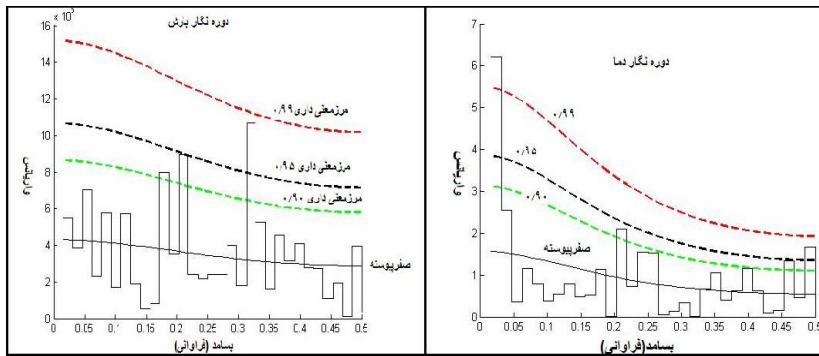 دوره نگار بارش
×10³
16
14
12
10
8
6
4
2
0
واریانس
مرزمعنی داری ۰/۹۹
مرزمعنی داری ۰/۹۵
مرزمعنی داری ۰/۹۰
صفرپیوسته
0 0.05 0.1 0.15 0.2 0.25 0.3 0.35 0.4 0.45 0.5
بسامد(فراوانی)
دوره نگار دما
7
6
5
4
3
2
1
0
واریانس
۰/۹۹
۰/۹۵
۰/۹۰
0 0.05 0.1 0.15 0.2 0.25 0.3 0.35 0.4 0.45 0.5
بسامد(فراوانی)